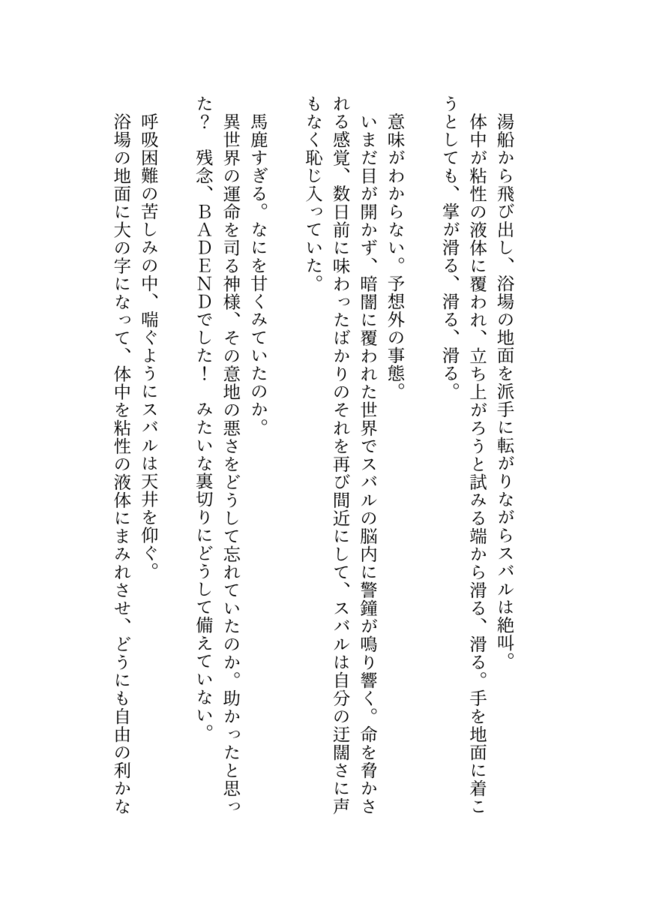 湯船から飛び出し、浴場の地面を派手に転がりながらスバルは絶叫。
体中が粘性の液体に覆われ、立ち上がろうと試みる端から滑る、滑る。手を地面に着こ
うとしても、掌が滑る、滑る、滑る。
意味がわからない。予想外の事態。
いまだ目が開かず、暗闇に覆われた世界でスバルの脳内に警鐘が鳴り響く。命を脅かさ
れる感覚、数日前に味わったばかりのそれを再び間近にして、スバルは自分の迂闊さに声
もなく恥じ入っていた。
馬鹿すぎる。なにを甘くみていたのか。
異世界の運命を司る神様、その意地の悪さをどうして忘れていたのか。助かったと思っ
た？　残念、ＢＡＤＥＮＤでした！　みたいな裏切りにどうして備えていない。
呼吸困難の苦しみの中、喘ぐようにスバルは天井を仰ぐ。
浴場の地面に大の字になって、体中を粘性の液体にまみれさせ、どうにも自由の利かな